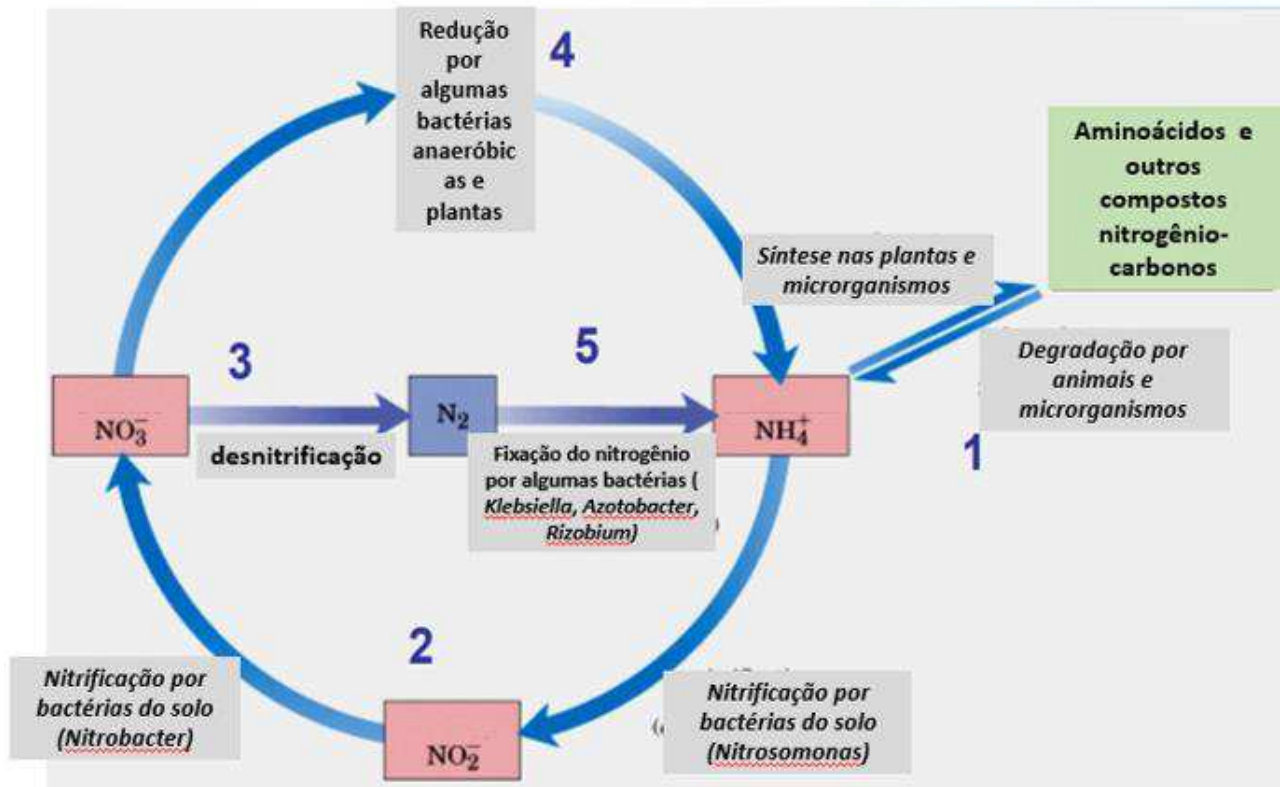 Redução
por
algumas
bactérias
anaeróbic
as e
plantas
4
Aminoácidos e
outros
compostos
nitrogênio-
carbonos
Síntese nas plantas e
microrganismos
Degradação por
animais e
microrganismos
1
3
5
NO₃⁻
desnitrificação
N₂
NH₄⁺
Fixação do nitrogênio
por algumas bactérias (
Klebsiella, Azotobacter,
Rizobium)
2
Nitrificação por
bactérias do solo
(Nitrobacter)
NO₂⁻
Nitrificação por
bactérias do solo
(Nitrosomonas)